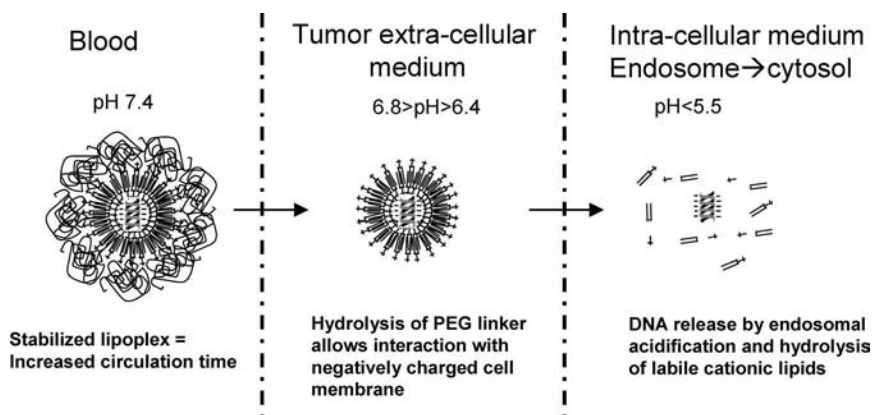 Blood
pH 7.4
Stabilized lipoplex =
Increased circulation time
Tumor extra-cellular
medium
6.8>pH>6.4
Hydrolysis of PEG linker
allows interaction with
negatively charged cell
membrane
Intra-cellular medium
Endosome→cytosol
pH<5.5
DNA release by endosomal
acidification and hydrolysis
of labile cationic lipids